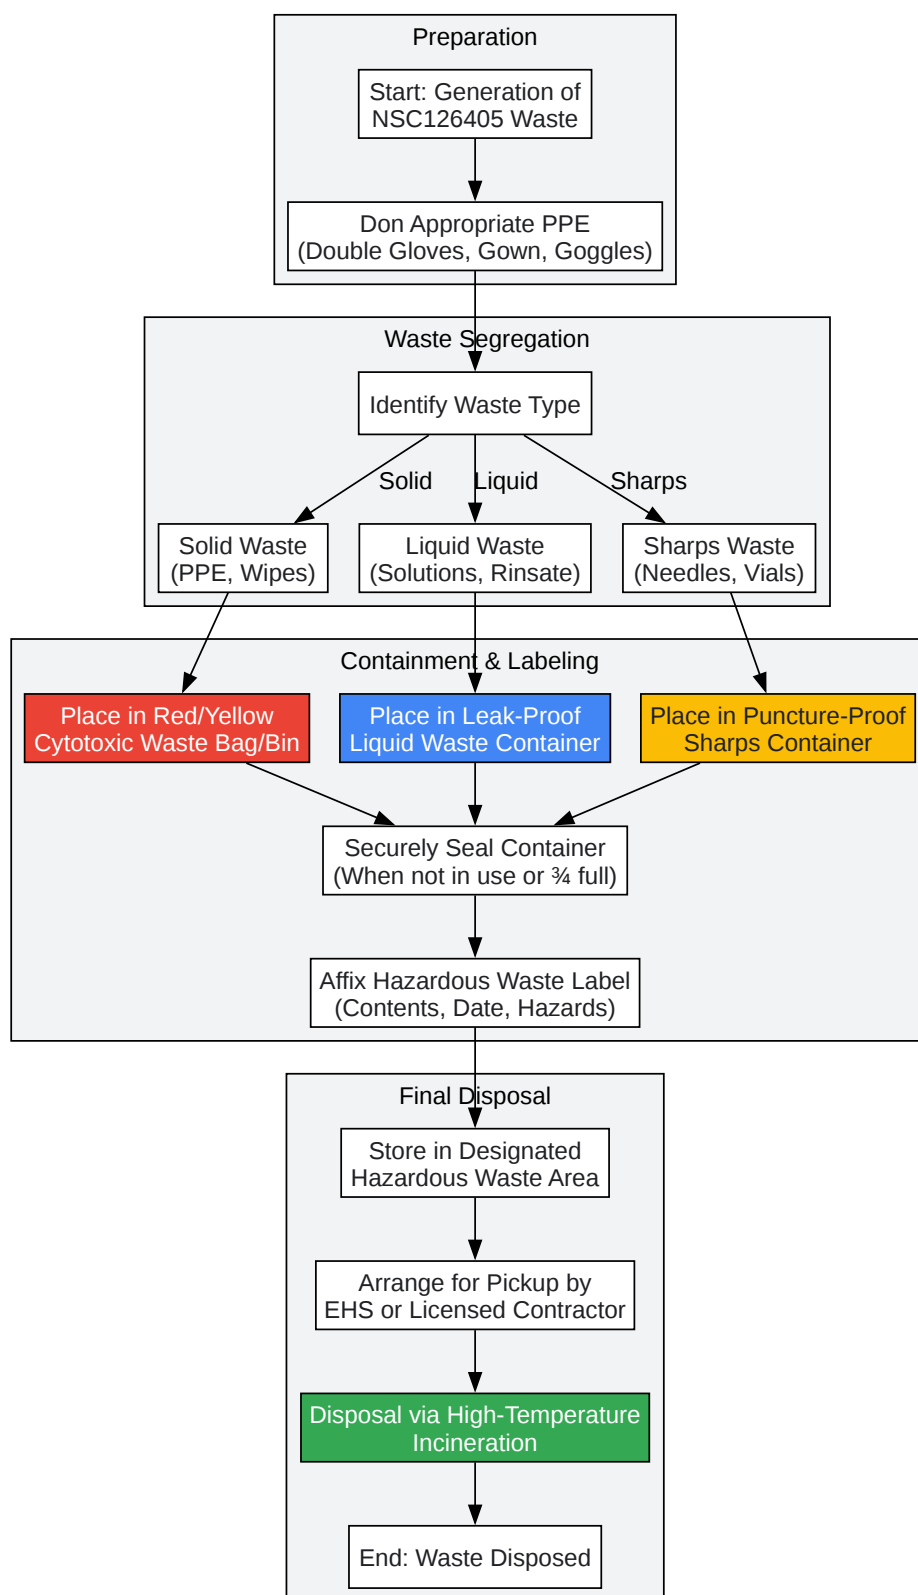 Preparation
Start: Generation of
NSC126405 Waste
Don Appropriate PPE
(Double Gloves, Gown, Goggles)
Waste Segregation
Identify Waste Type
Solid
Liquid
Sharps
Solid Waste
(PPE, Wipes)
Liquid Waste
(Solutions, Rinsate)
Sharps Waste
(Needles, Vials)
Containment & Labeling
Place in Red/Yellow
Cytotoxic Waste Bag/Bin
Place in Leak-Proof
Liquid Waste Container
Place in Puncture-Proof
Sharps Container
Securely Seal Container
(When not in use or ¾ full)
Affix Hazardous Waste Label
(Contents, Date, Hazards)
Final Disposal
Store in Designated
Hazardous Waste Area
Arrange for Pickup by
EHS or Licensed Contractor
Disposal via High-Temperature
Incineration
End: Waste Disposed